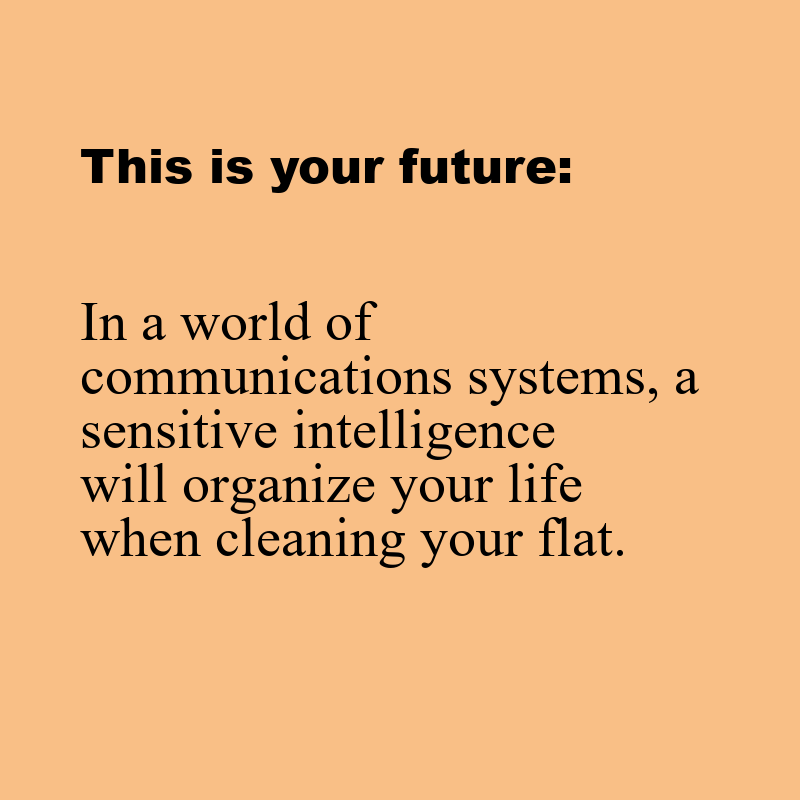 This is your future:
In a world of
communications systems, a
sensitive intelligence
will organize your life
when cleaning your flat.